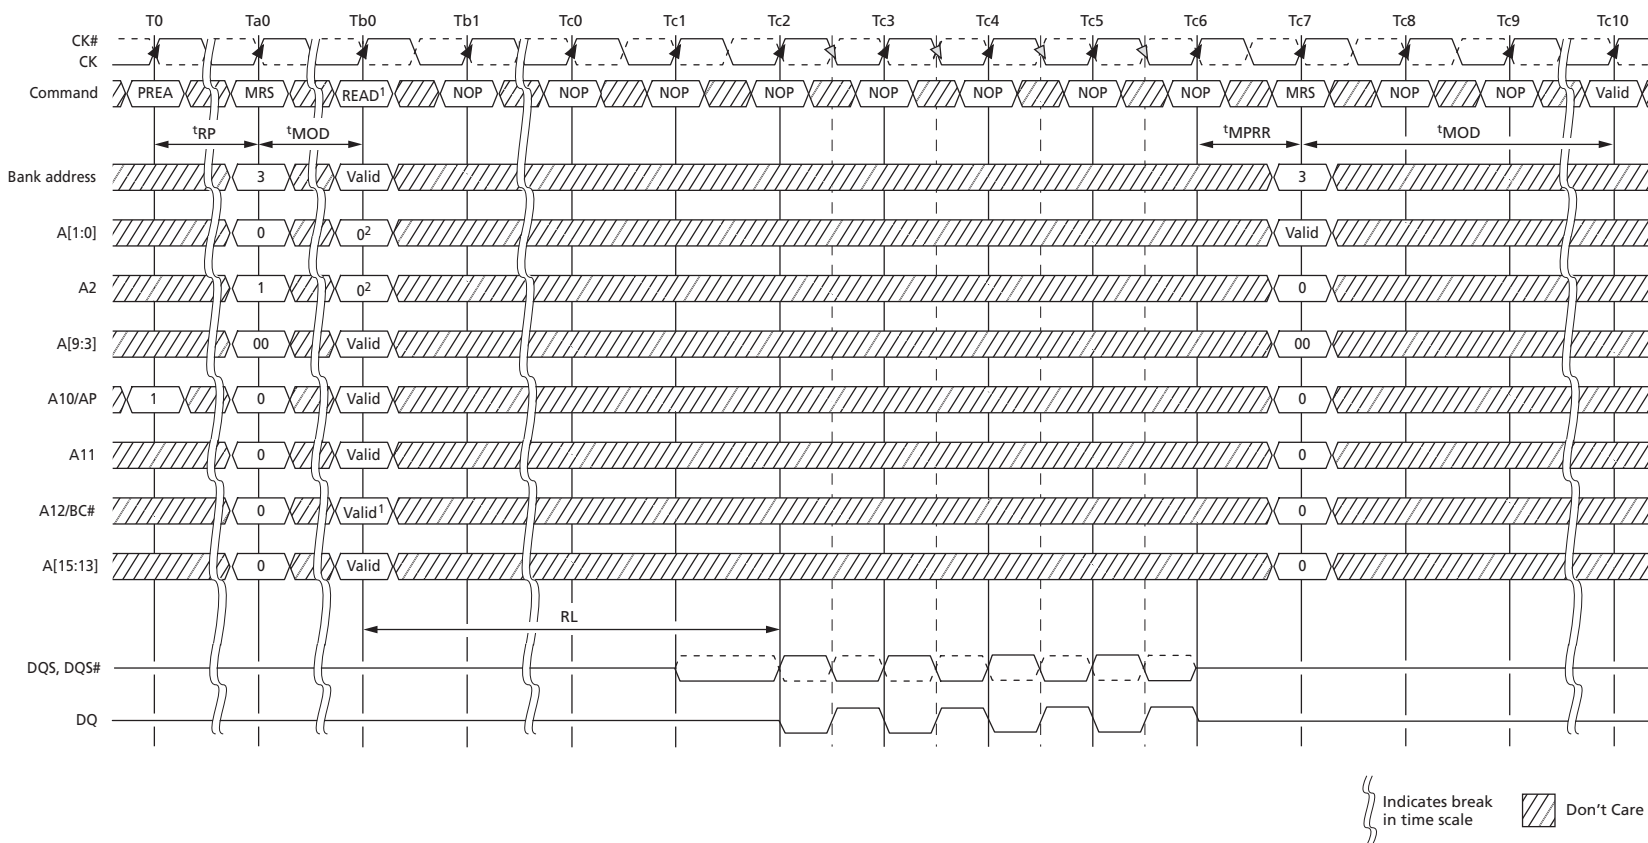 T0 Ta0 Tb0 Tb1 Tc0 Tc1 Tc2 Tc3 Tc4 Tc5 Tc6 Tc7 Tc8 Tc9 Tc10
CK#
CK
Command PREA MRS READ1 NOP NOP NOP NOP NOP NOP NOP NOP MRS NOP NOP Valid
tRP tMOD tMPRR tMOD
Bank address 3 Valid 3
A[1:0] 0 02 Valid
A2 1 02 0
A[9:3] 00 Valid 00
A10/AP 1 0 Valid 0
A11 0 Valid 0
A12/BC# 0 Valid1 0
A[15:13] 0 Valid 0
RL
DQS, DQS#
DQ
Indicates break
in time scale
Don't Care